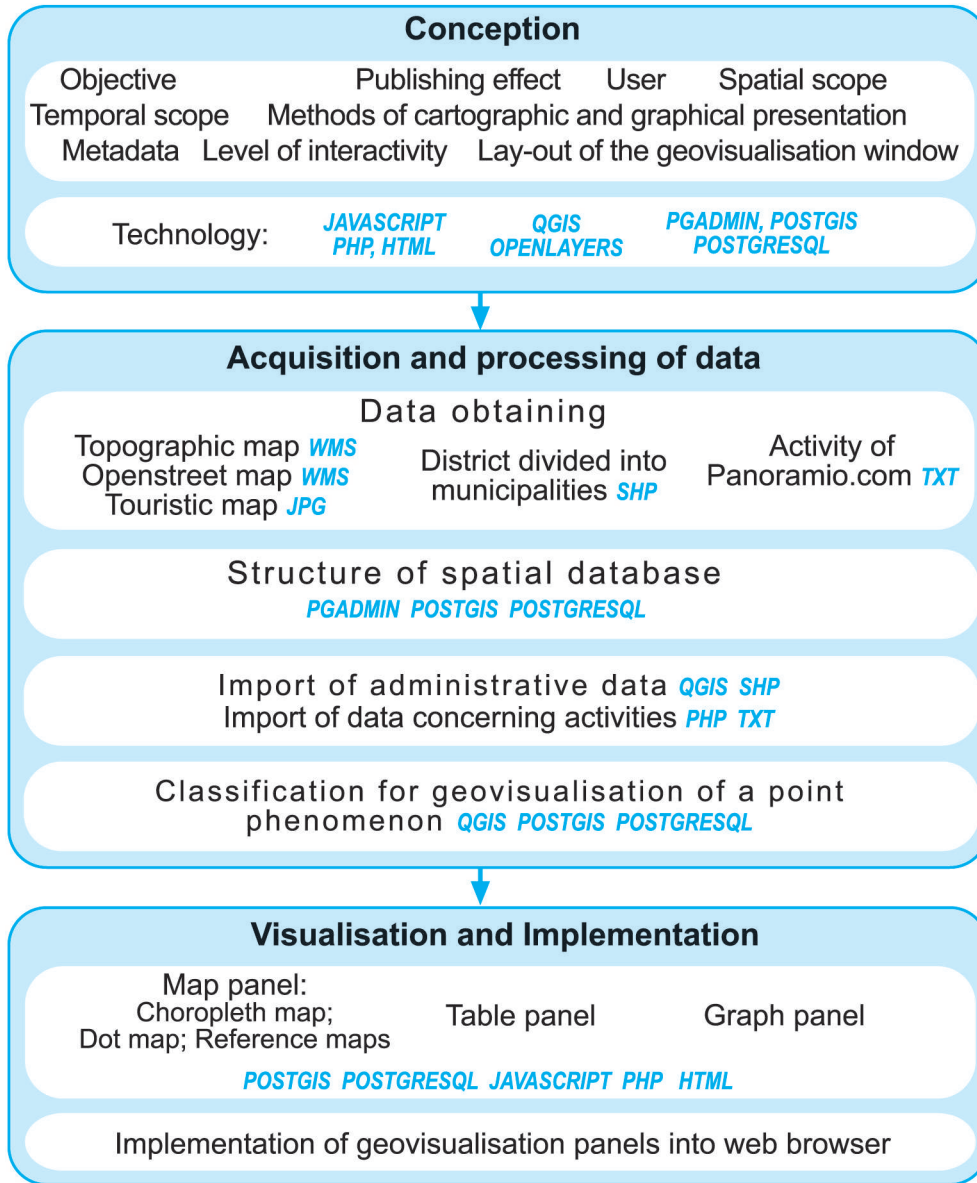 Conception
Objective Publishing effect User Spatial scope
Temporal scope Methods of cartographic and graphical presentation
Metadata Level of interactivity Lay-out of the geovisualisation window
Technology: JAVASCRIPT PHP, HTML QGIS OPENLAYERS PGADMIN, POSTGIS POSTGRESQL
Acquisition and processing of data
Data obtaining
Topographic map WMS
Openstreet map WMS
Touristic map JPG
District divided into
municipalities SHP
Activity of
Panoramio.com TXT
Structure of spatial database
PGADMIN POSTGIS POSTGRESQL
Import of administrative data QGIS SHP
Import of data concerning activities PHP TXT
Classification for geovisualisation of a point
phenomenon QGIS POSTGIS POSTGRESQL
Visualisation and Implementation
Map panel:
Choropleth map;
Dot map; Reference maps
Table panel
Graph panel
POSTGIS POSTGRESQL JAVASCRIPT PHP HTML
Implementation of geovisualisation panels into web browser